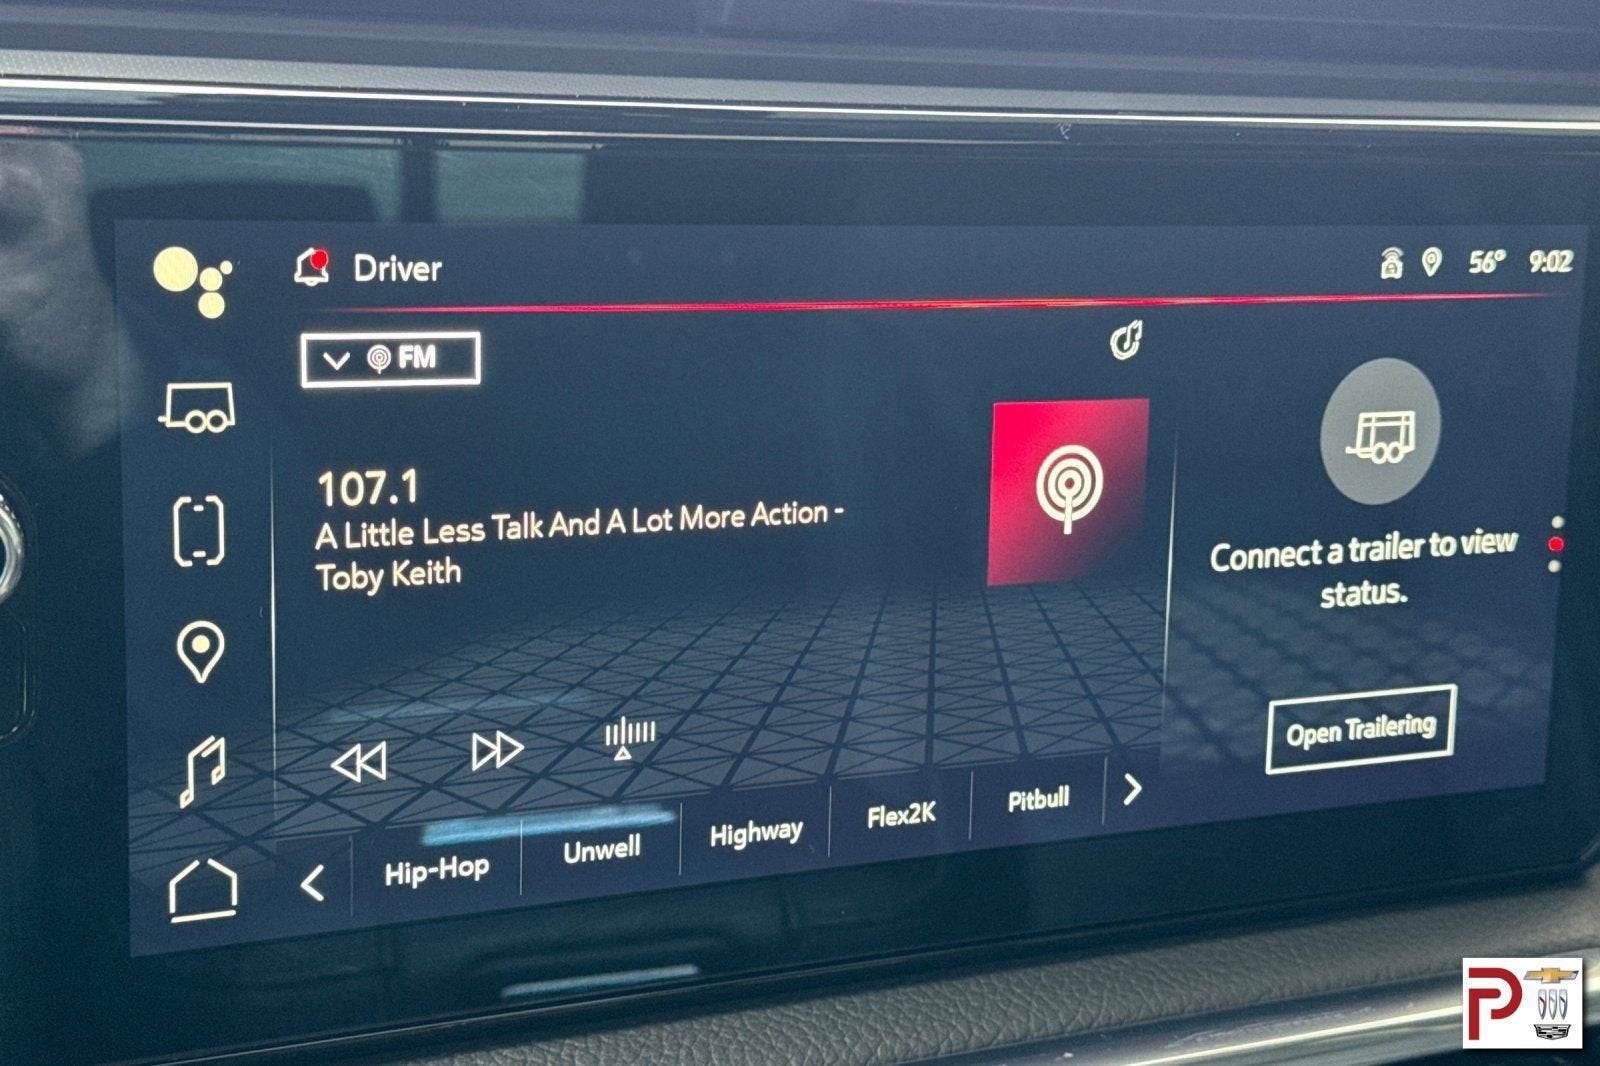 Driver
56° 9:02
FM
107.1
A Little Less Talk And A Lot More Action -
Toby Keith
Connect a trailer to view
status.
Open Trailering
Hip-Hop
Unwell
Highway
Flex2K
Pitbull
P